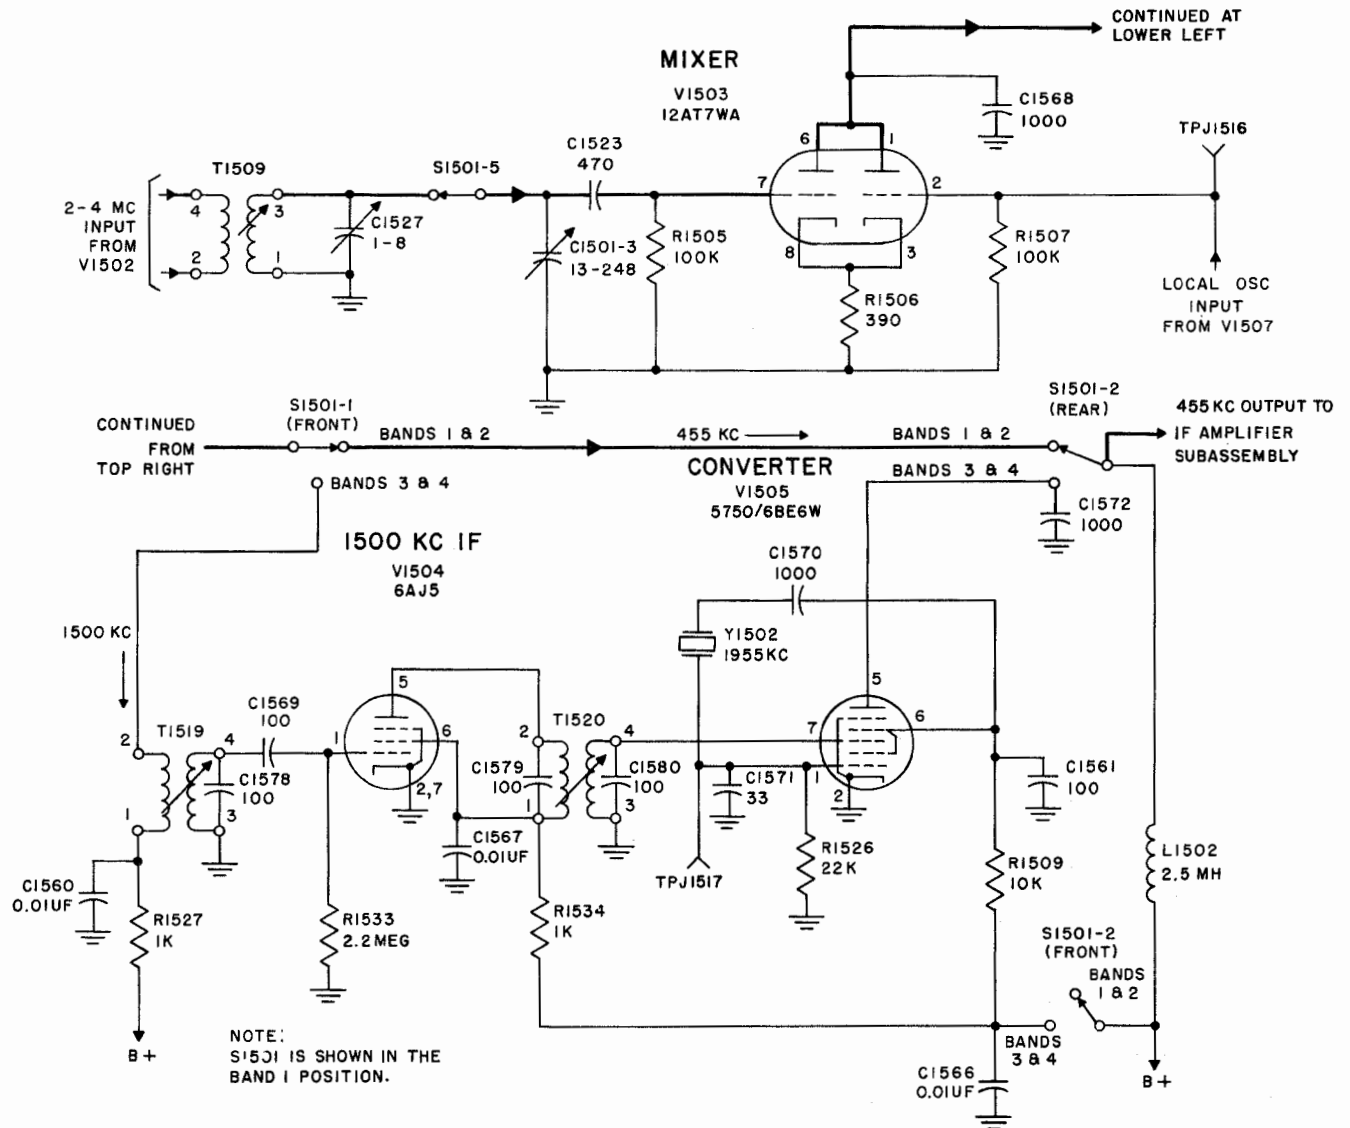 CONTINUED AT
LOWER LEFT
MIXER
V1503
12AT7WA
C1568
1000
TPJ1516
6
1
C1523
470
T1509
S1501-5
7
2
2-4 MC
INPUT
FROM
V1502
4
3
2
1
C1527
1-8
C1501-3
13-248
R1505
100K
8
3
R1507
100K
R1506
390
LOCAL OSC
INPUT
FROM V1507
CONTINUED
FROM
TOP RIGHT
S1501-1
(FRONT)
BANDS 1 & 2
455 KC
BANDS 1 & 2
S1501-2
(REAR)
455 KC OUTPUT TO
IF AMPLIFIER
SUBASSEMBLY
BANDS 3 & 4
CONVERTER
V1505
5750/6BE6W
BANDS 3 & 4
C1572
1000
1500 KC IF
V1504
6AJ5
C1570
1000
1500 KC
Y1502
1955KC
5
5
C1569
100
T1519
2
4
1
6
T1520
2
4
7
6
C1578
100
2,7
C1579
100
C1580
100
C1571
33
1
2
C1561
100
1
3
1
3
C1567
0.01UF
TPJ1517
R1526
22K
R1509
10K
L1502
2.5 MH
C1560
0.01UF
R1527
1K
R1533
2.2MEG
R1534
1K
S1501-2
(FRONT)
BANDS
1 & 2
B+
NOTE:
S1501 IS SHOWN IN THE
BAND 1 POSITION.
BANDS
3 & 4
C1566
0.01UF
B+